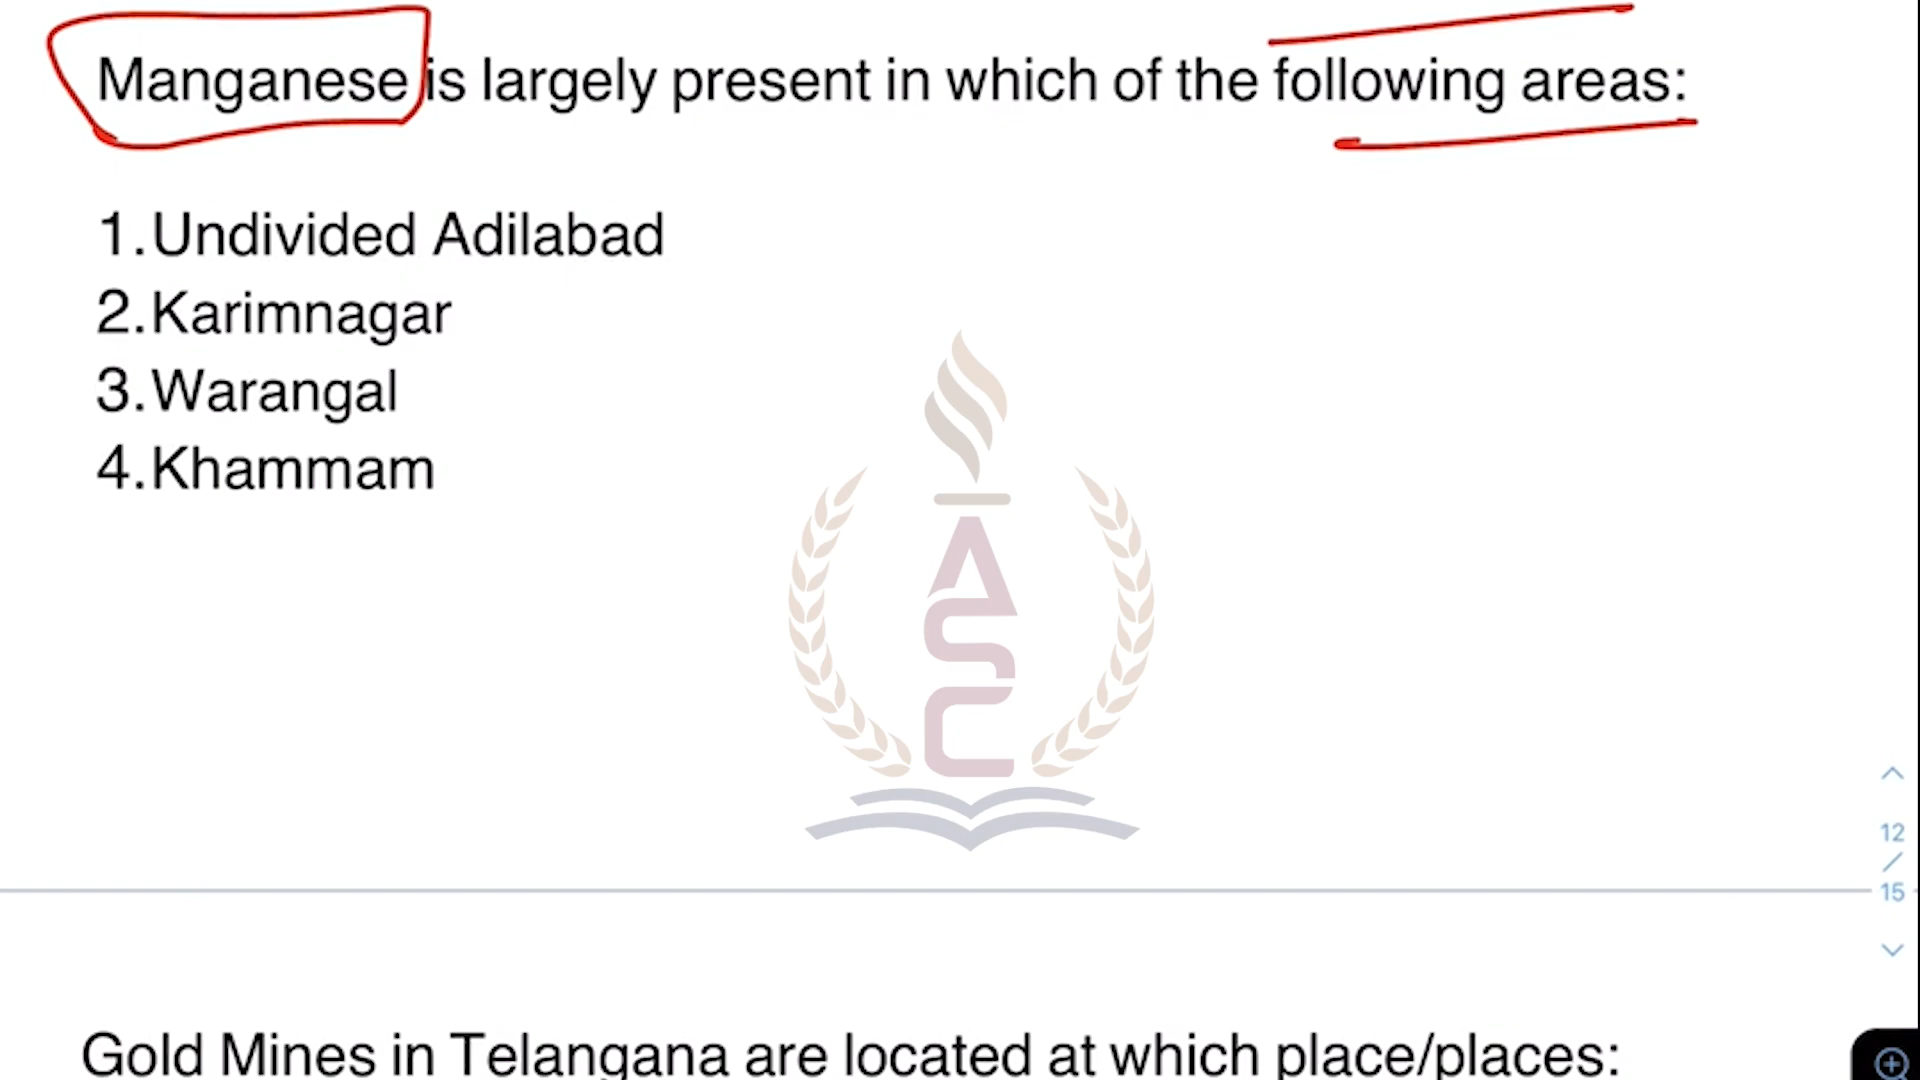 Manganese is largely present in which of the following areas:
1.Undivided Adilabad
2.Karimnagar
3.Warangal
4.Khammam
ASC
12
/
15
Gold Mines in Telangana are located at which place/places: